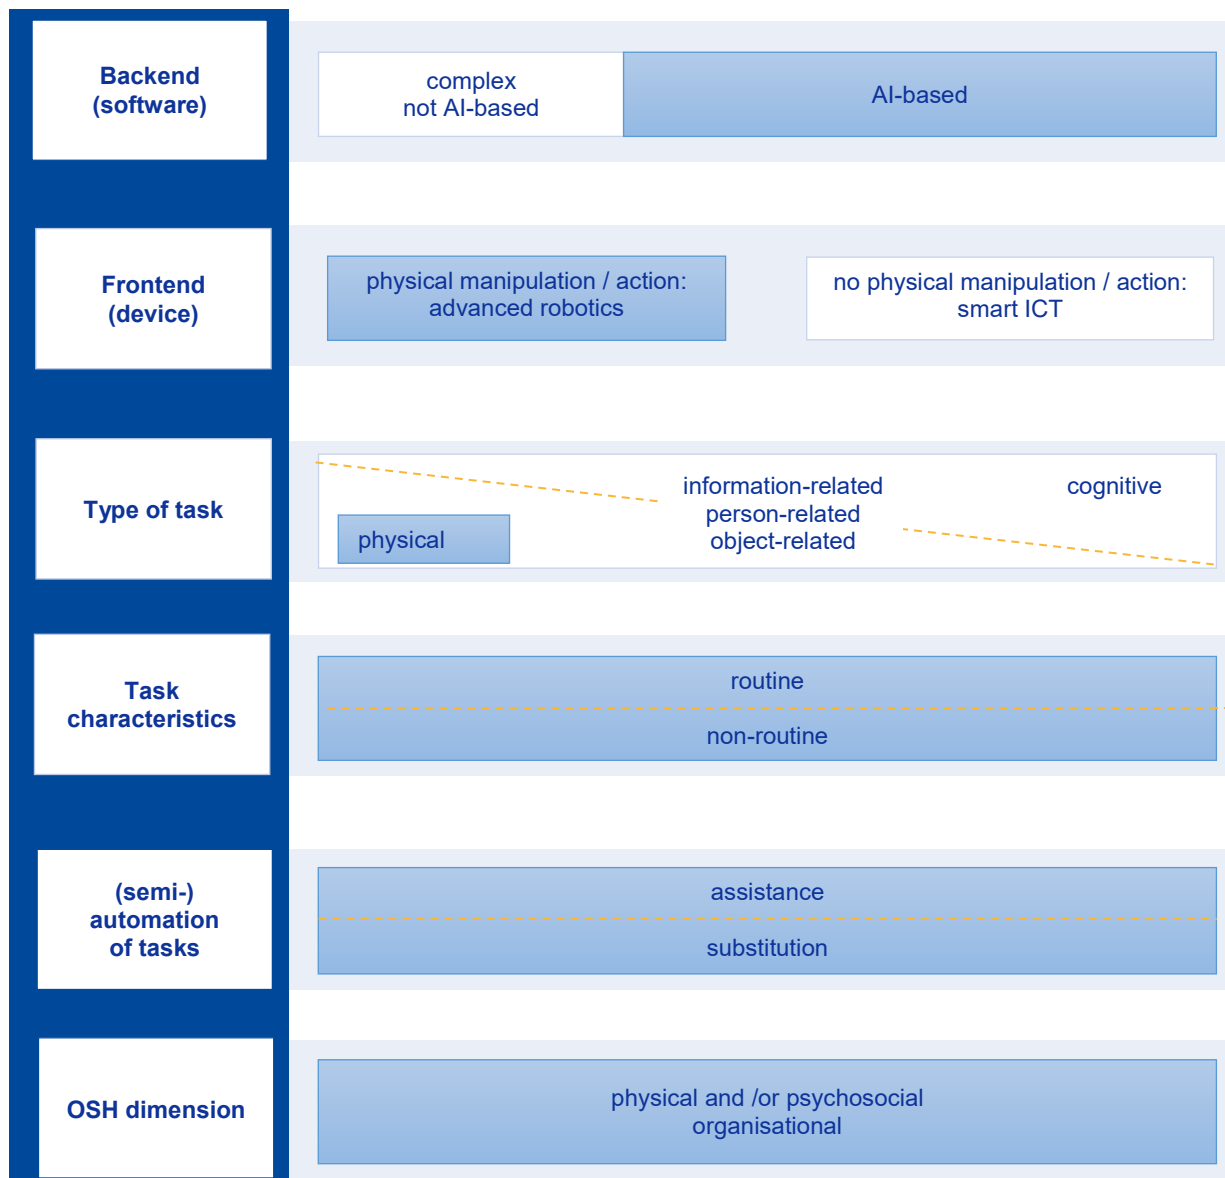 Backend
(software)
complex
not AI-based
AI-based
Frontend
(device)
physical manipulation / action:
advanced robotics
no physical manipulation / action:
smart ICT
Type of task
physical
information-related
person-related
object-related
cognitive
Task
characteristics
routine
non-routine
(semi-)
automation
of tasks
assistance
substitution
OSH dimension
physical and /or psychosocial
organisational